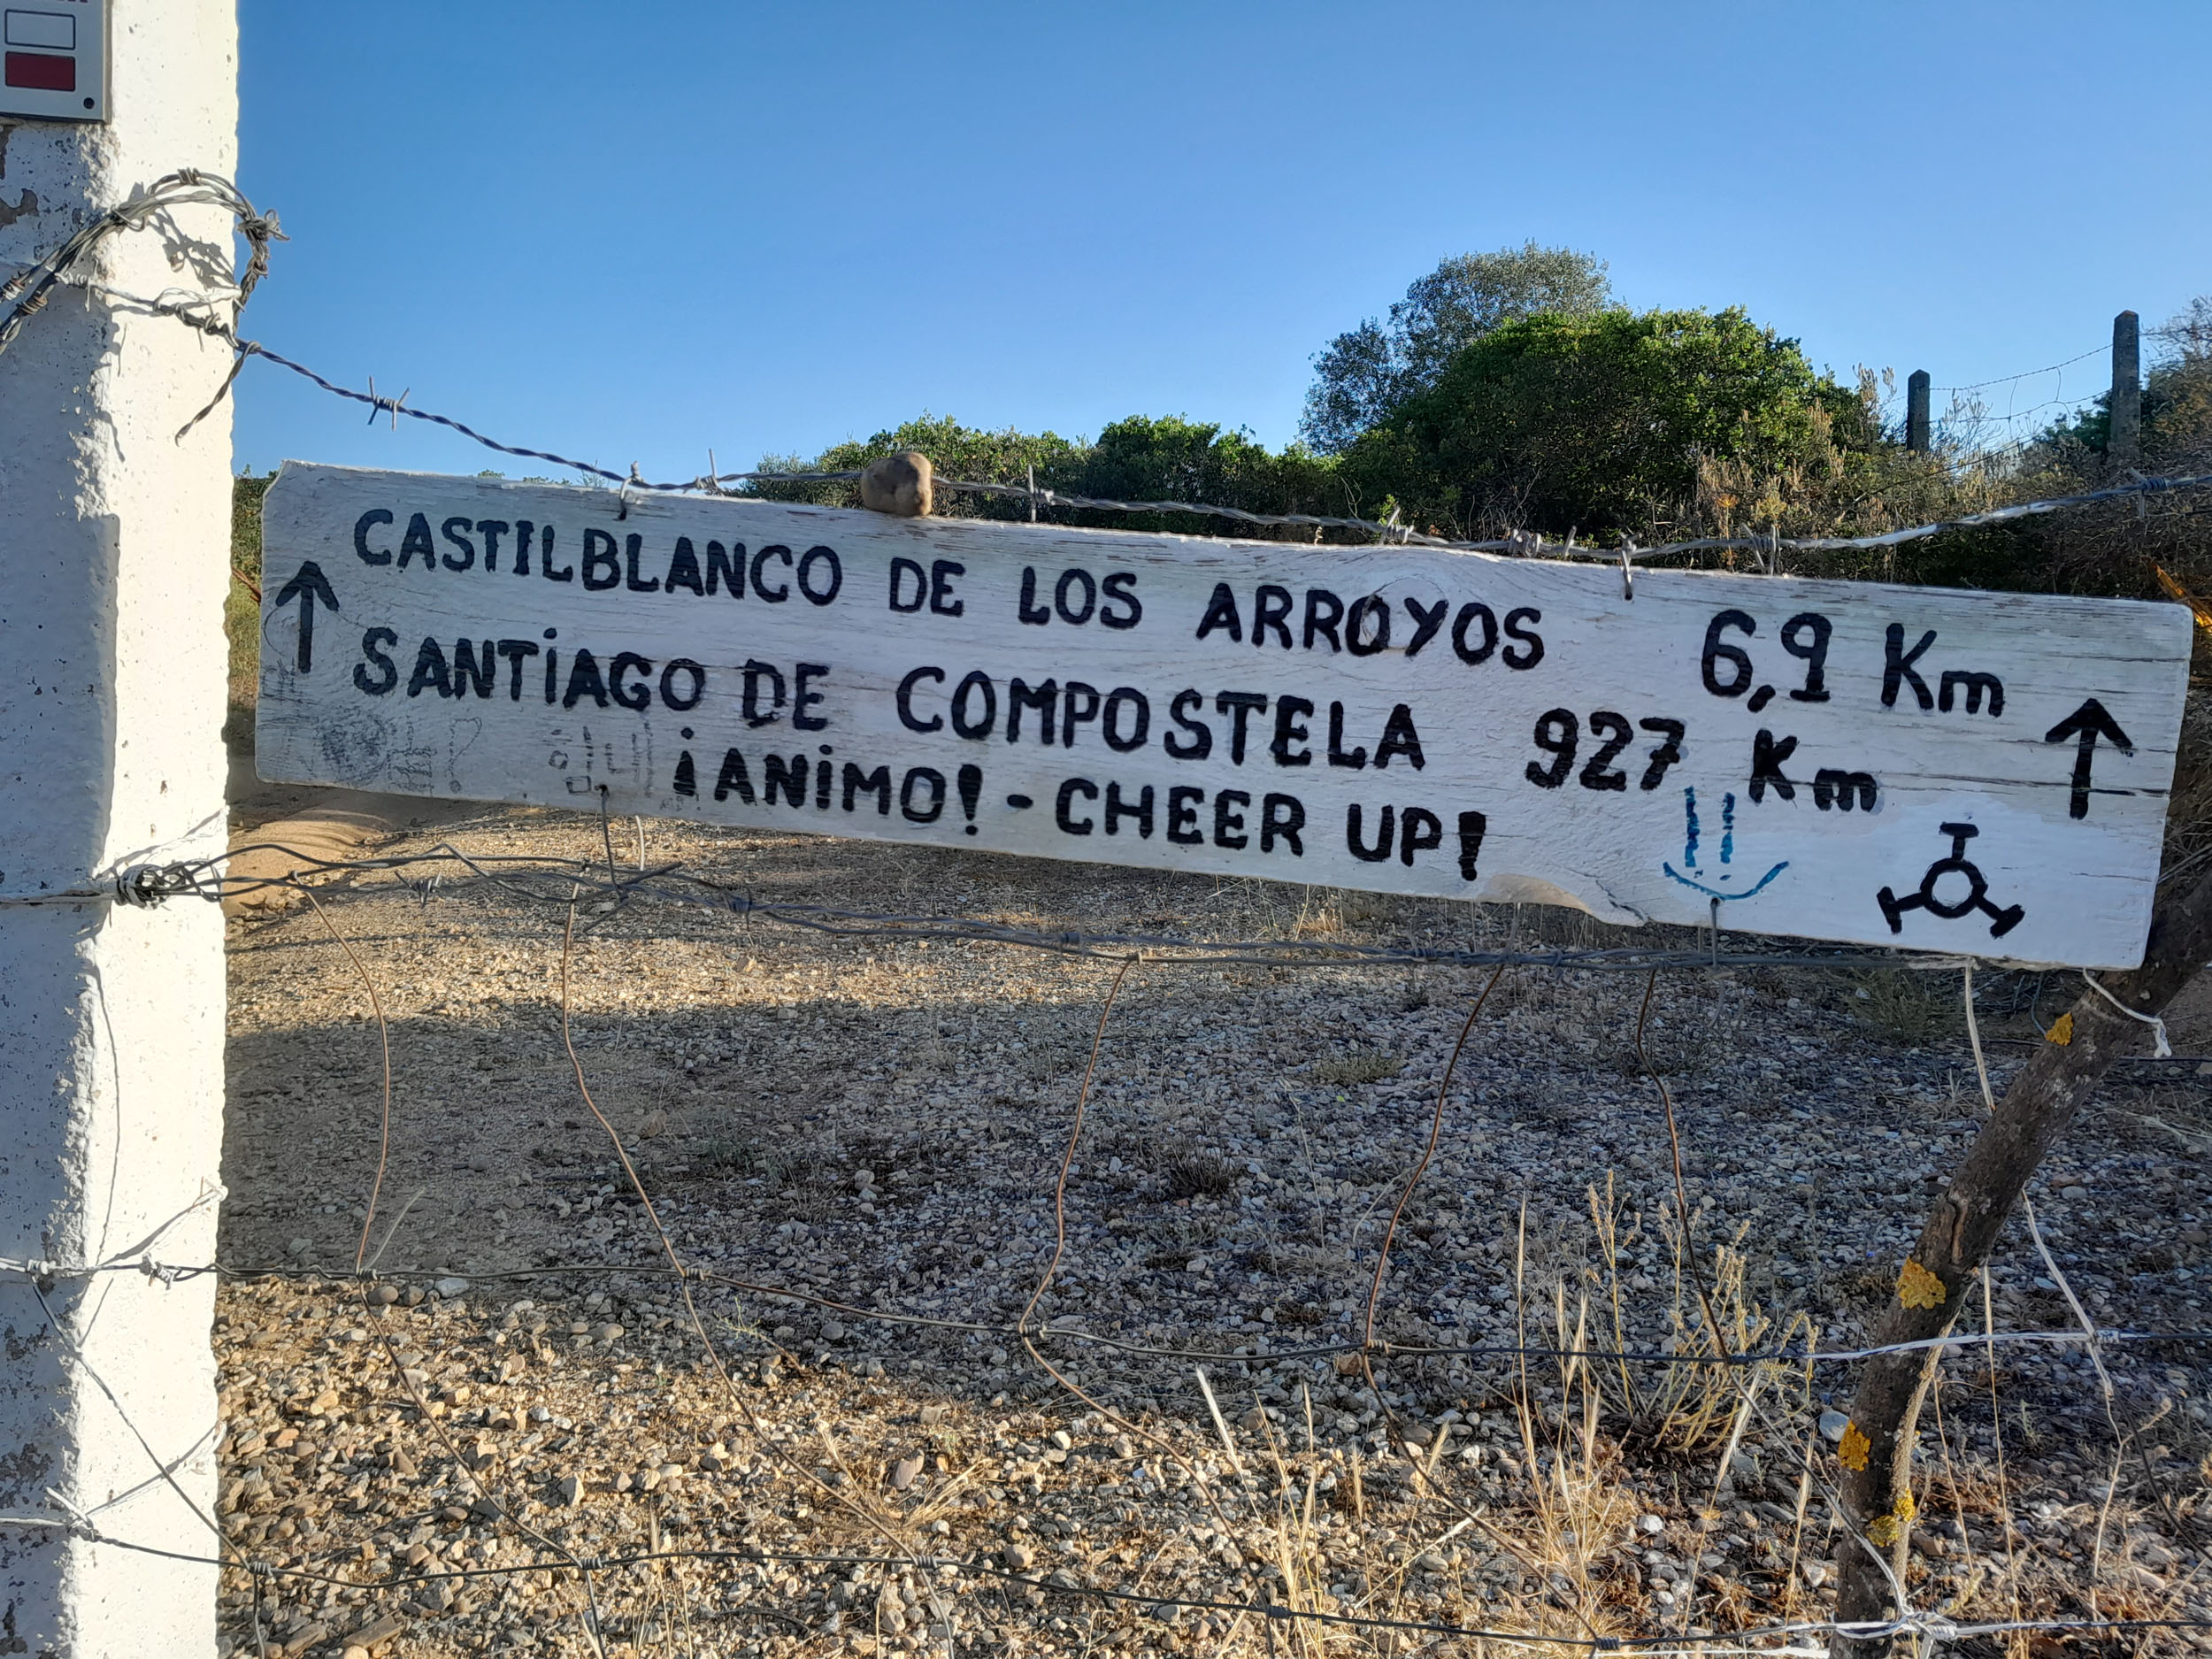 CASTILBLANCO DE LOS ARROYOS 6,9 Km
SANTIAGO DE COMPOSTELA 927 Km
¡ANIMO! - CHEER UP!